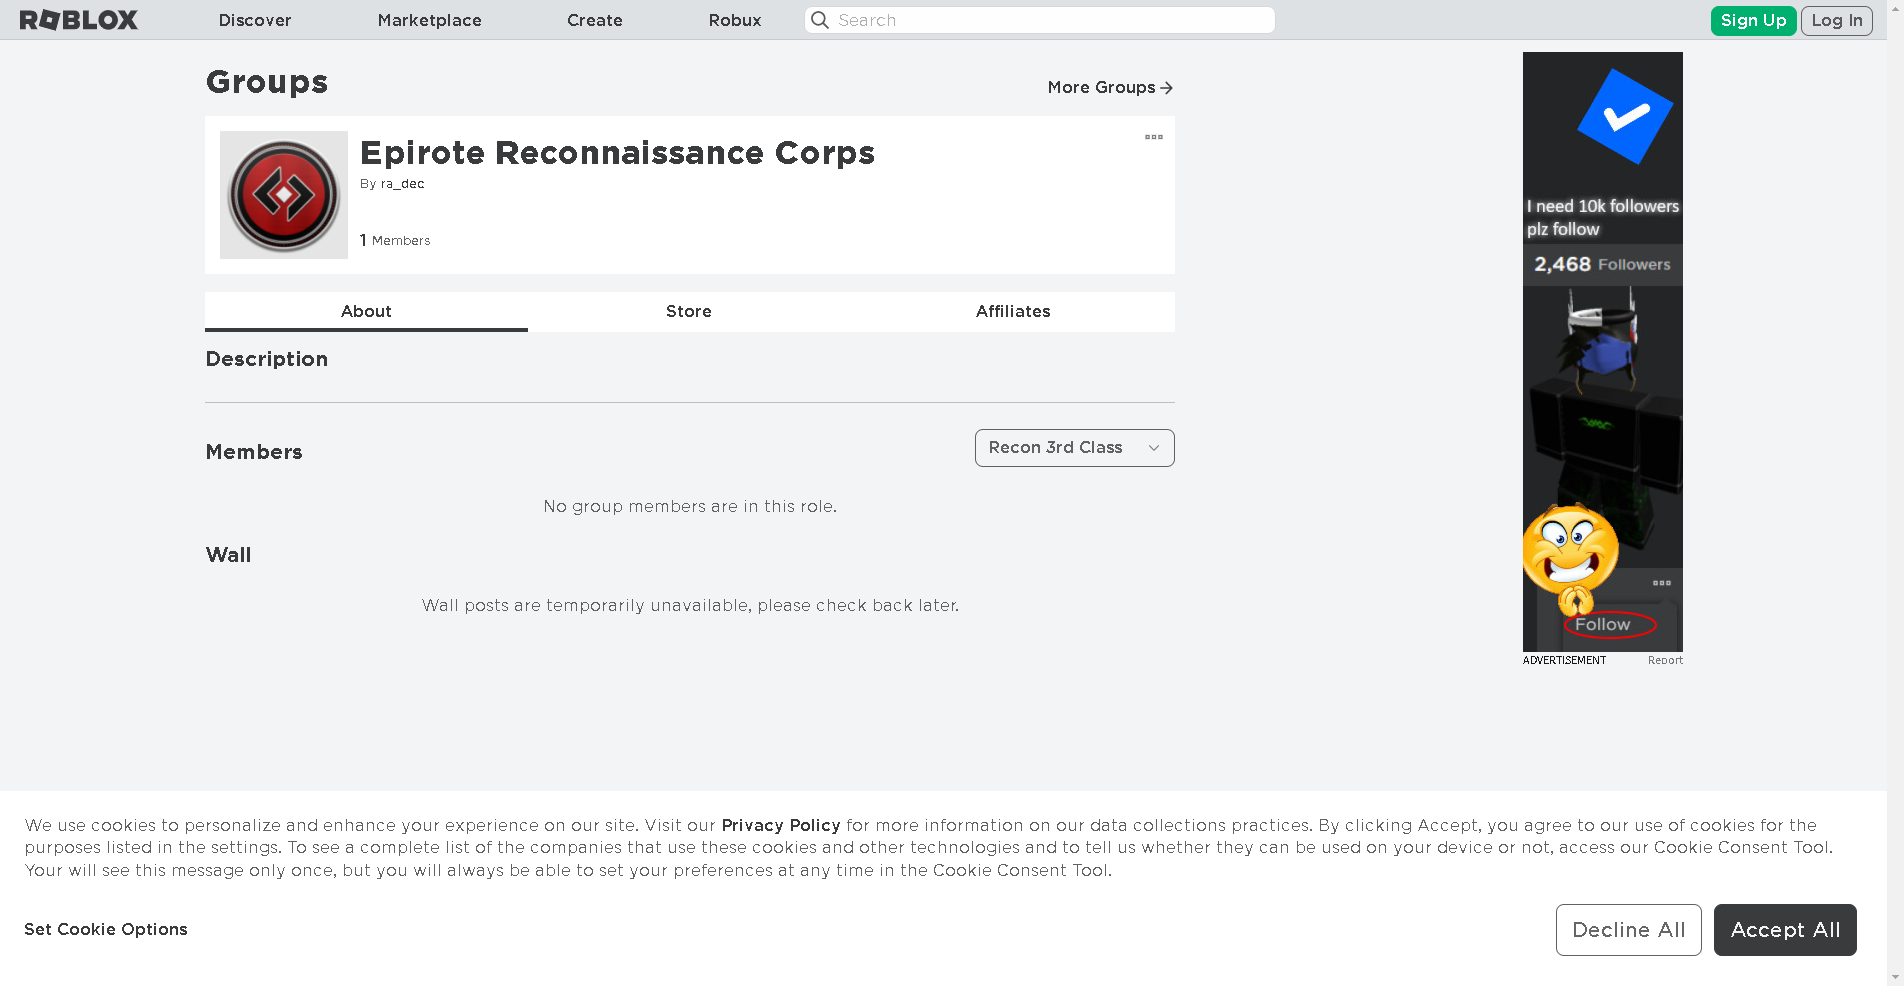 ROBLOX
Discover
Marketplace
Create
Robux
Search
Sign Up
Log In
Groups
More Groups
Epirote Reconnaissance Corps
By ra_dec
1 Members
About
Store
Affiliates
Description
Members
Recon 3rd Class
No group members are in this role.
Wall
Wall posts are temporarily unavailable, please check back later.
I need 10k followers
plz follow
2,468 Followers
Follow
ADVERTISEMENT
Report
We use cookies to personalize and enhance your experience on our site. Visit our Privacy Policy for more information on our data collections practices. By clicking Accept, you agree to our use of cookies for the
purposes listed in the settings. To see a complete list of the companies that use these cookies and other technologies and to tell us whether they can be used on your device or not, access our Cookie Consent Tool.
Your will see this message only once, but you will always be able to set your preferences at any time in the Cookie Consent Tool.
Set Cookie Options
Decline All
Accept All